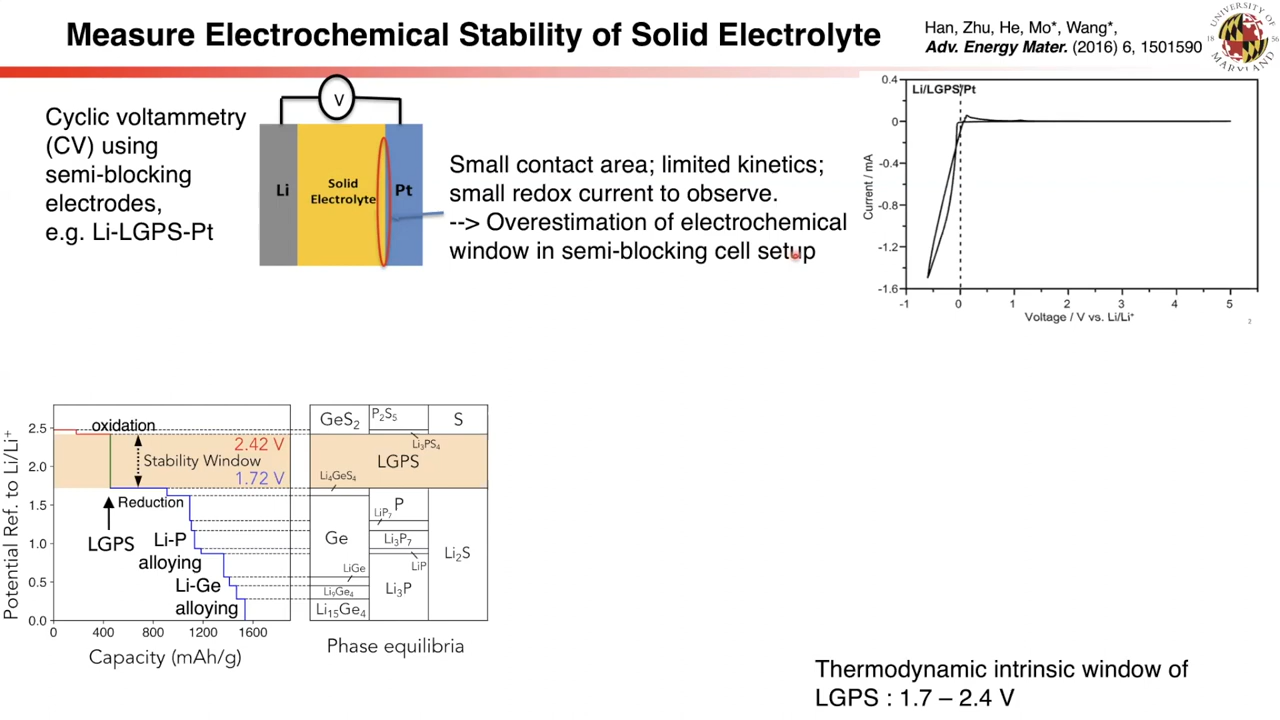 Measure Electrochemical Stability of Solid Electrolyte
Han, Zhu, He, Mo*, Wang*,
Adv. Energy Mater. (2016) 6, 1501590
UNIVERSITY OF
18 56
MARYLAND
Cyclic voltammetry
(CV) using
semi-blocking
electrodes,
e.g. Li-LGPS-Pt
V
Li
Solid
Electrolyte
Pt
Small contact area; limited kinetics;
small redox current to observe.
--> Overestimation of electrochemical
window in semi-blocking cell setup
Li/LGPS/Pt
Current / mA
0.4
0
-0.4
-0.8
-1.2
-1.6
-1 0 1 2 3 4 5
Voltage / V vs. Li/Li⁺
2
Potential Ref. to Li/Li⁺
2.5
2.0
1.5
1.0
0.5
0.0
oxidation
2.42 V
Stability Window
1.72 V
Reduction
LGPS
Li-P
alloying
Li-Ge
alloying
0 400 800 1200 1600
Capacity (mAh/g)
GeS₂ P₂S₅ S
Li₃PS₄
LGPS
Li₄GeS₄
P
LiP₇
Ge
Li₃P₇
Li₂S
LiP
LiGe
Li₃P
Li₉Ge₄
Li₁₅Ge₄
Phase equilibria
Thermodynamic intrinsic window of
LGPS : 1.7 – 2.4 V